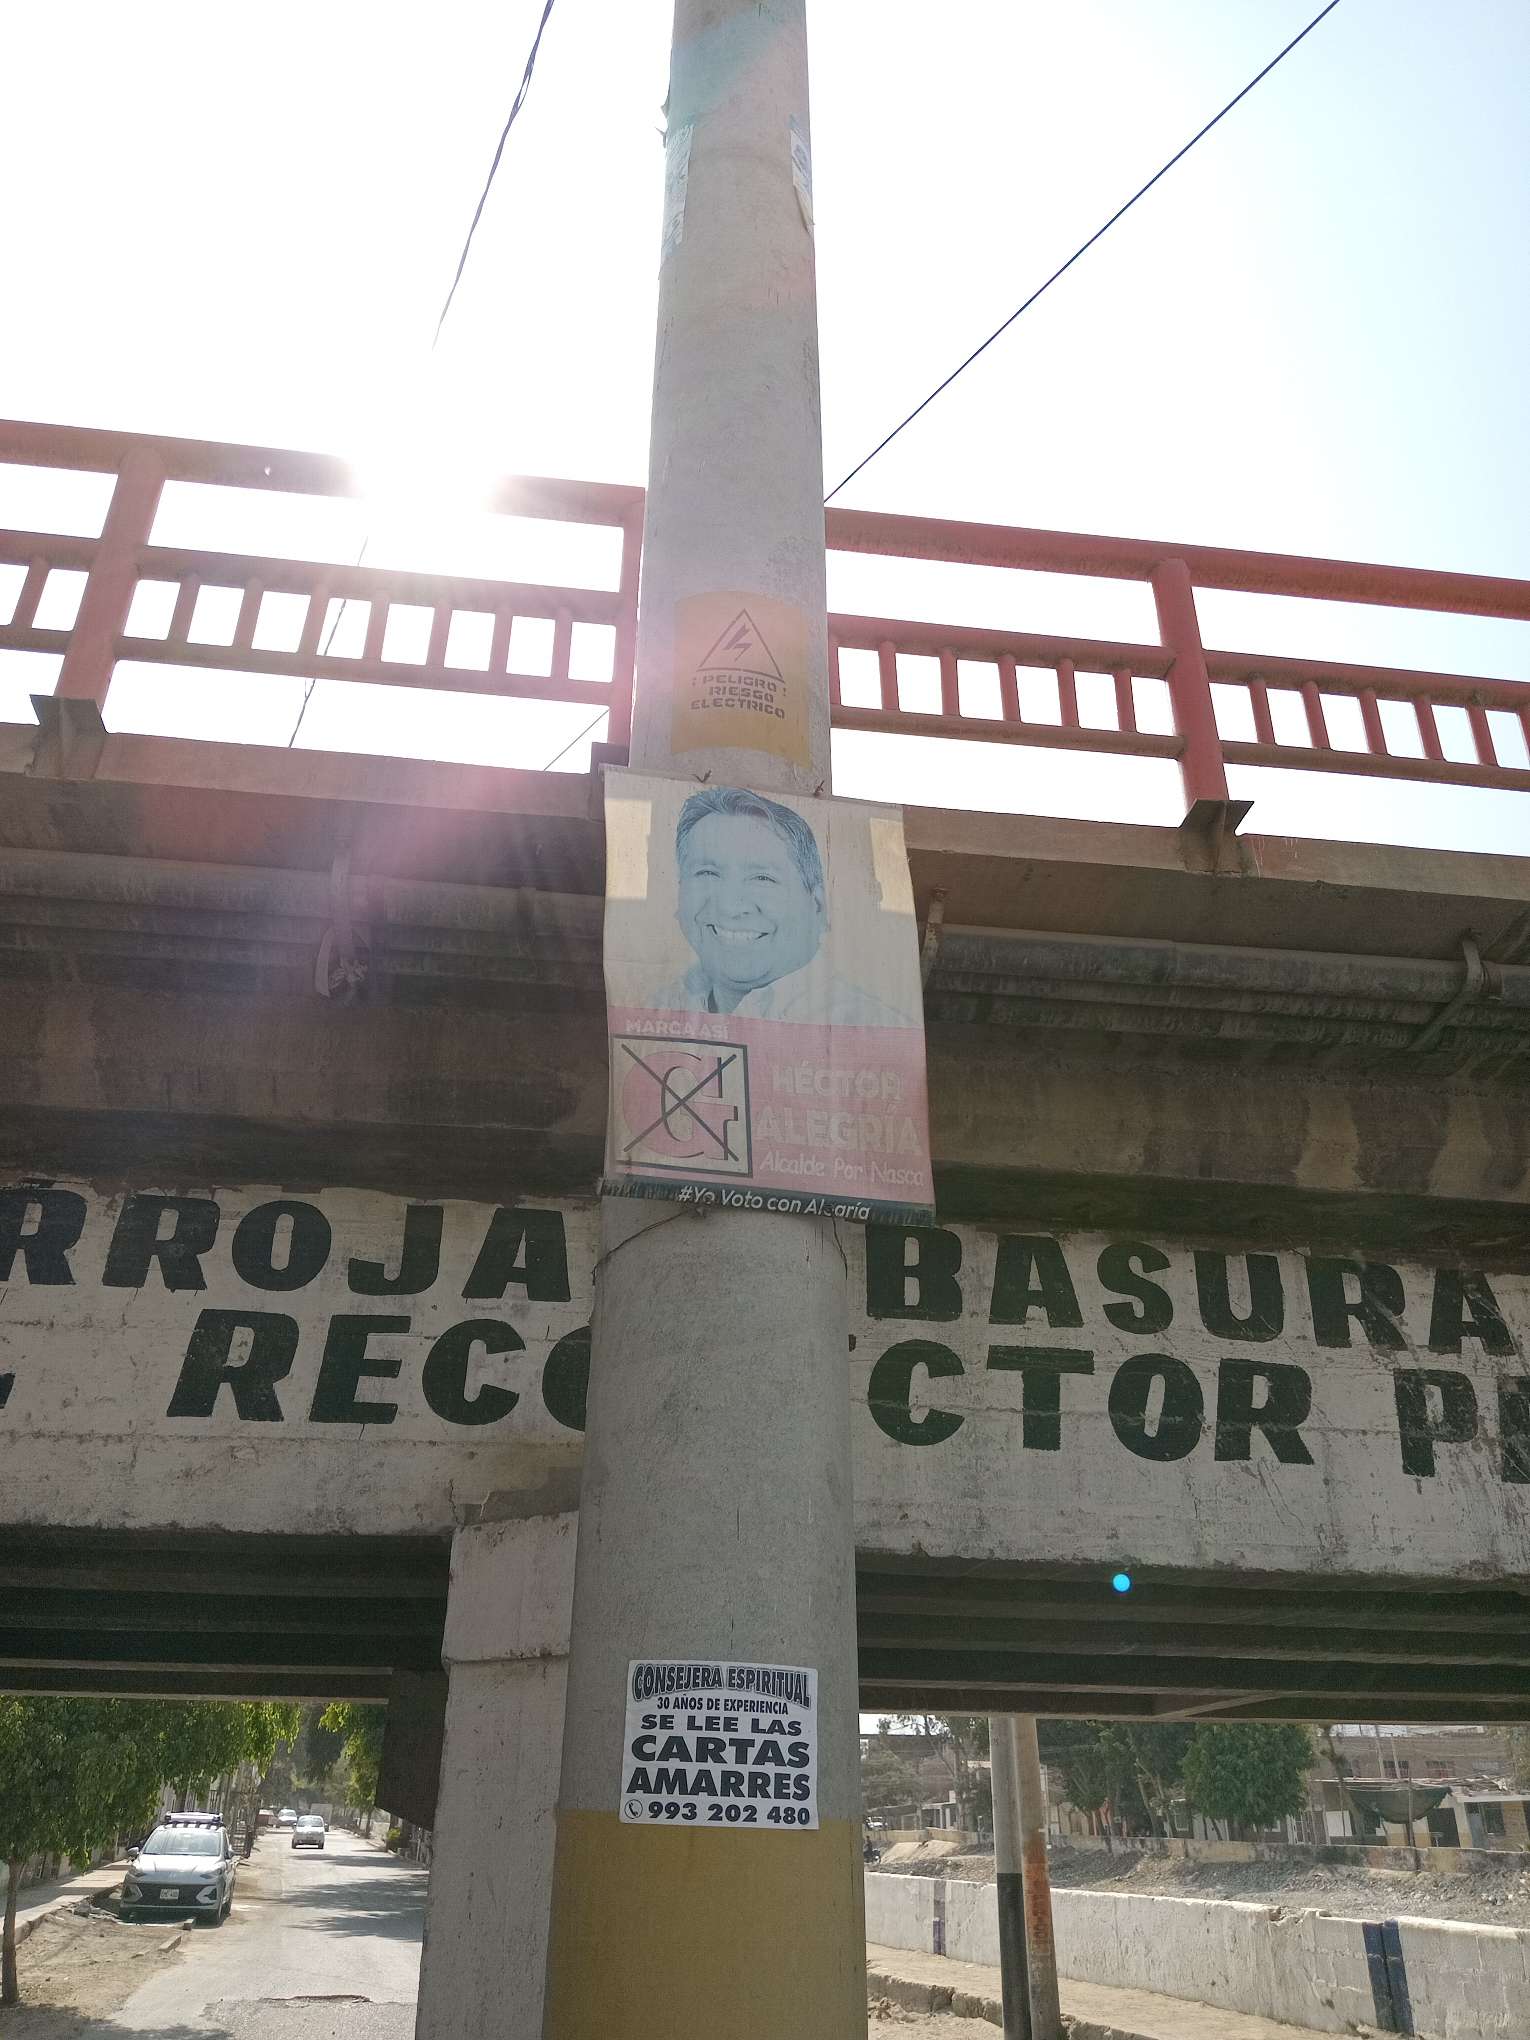 ¡PELIGRO!
RIESGO
ELECTRICO
MARCA ASÍ
G
HÉCTOR
ALEGRÍA
Alcalde Por Nasca
#Yo Voto con Alegría
RROJA BASURA
RECO CTOR
CONSEJERA ESPIRITUAL
30 AÑOS DE EXPERIENCIA
SE LEE LAS
CARTAS
AMARRES
993 202 480